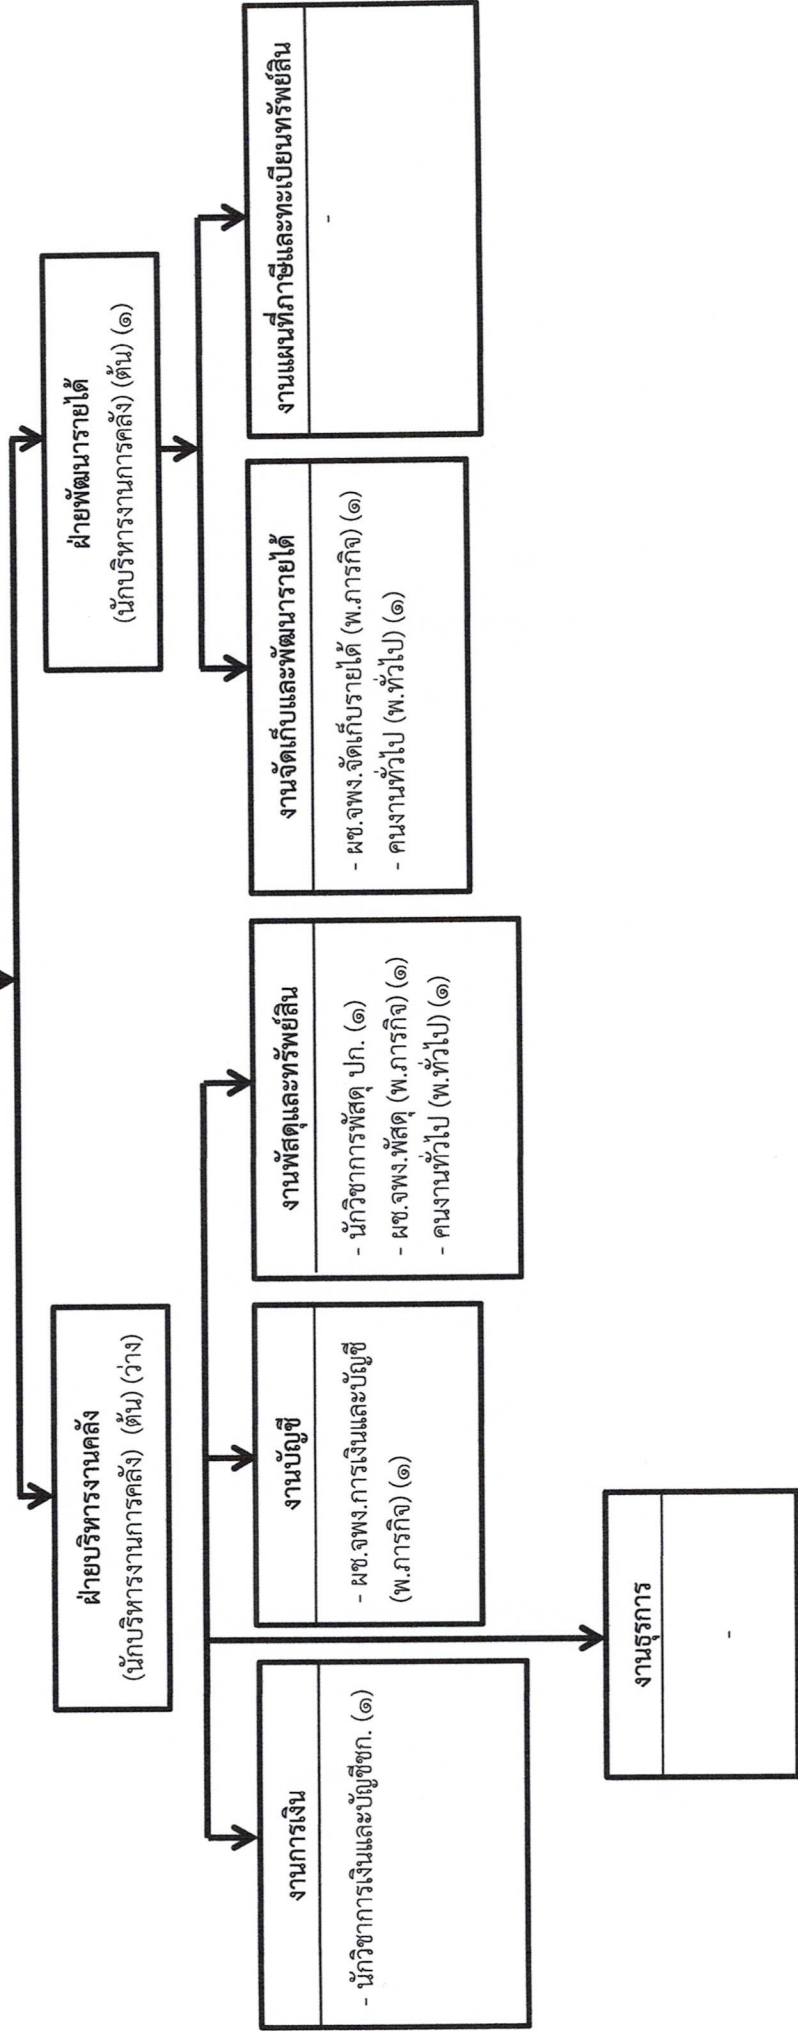 ฝ่ายบริหารงานคลัง
(นักบริหารงานการคลัง) (ต้น) (ว่าง)
ฝ่ายพัฒนารายได้
(นักบริหารงานการคลัง) (ต้น) (๑)
งานการเงิน
- นักวิชาการเงินและบัญชีชก. (๑)
งานบัญชี
- ผช.จพง.การเงินและบัญชี
(พ.ภารกิจ) (๑)
งานพัสดุและทรัพย์สิน
- นักวิชาการพัสดุ ปก. (๑)
- ผช.จพง.พัสดุ (พ.ภารกิจ) (๑)
- คนงานทั่วไป (พ.ทั่วไป) (๑)
งานจัดเก็บและพัฒนารายได้
- ผช.จพง.จัดเก็บรายได้ (พ.ภารกิจ) (๑)
- คนงานทั่วไป (พ.ทั่วไป) (๑)
งานแผนที่ภาษีและทะเบียนทรัพย์สิน
-
งานธุรการ
-